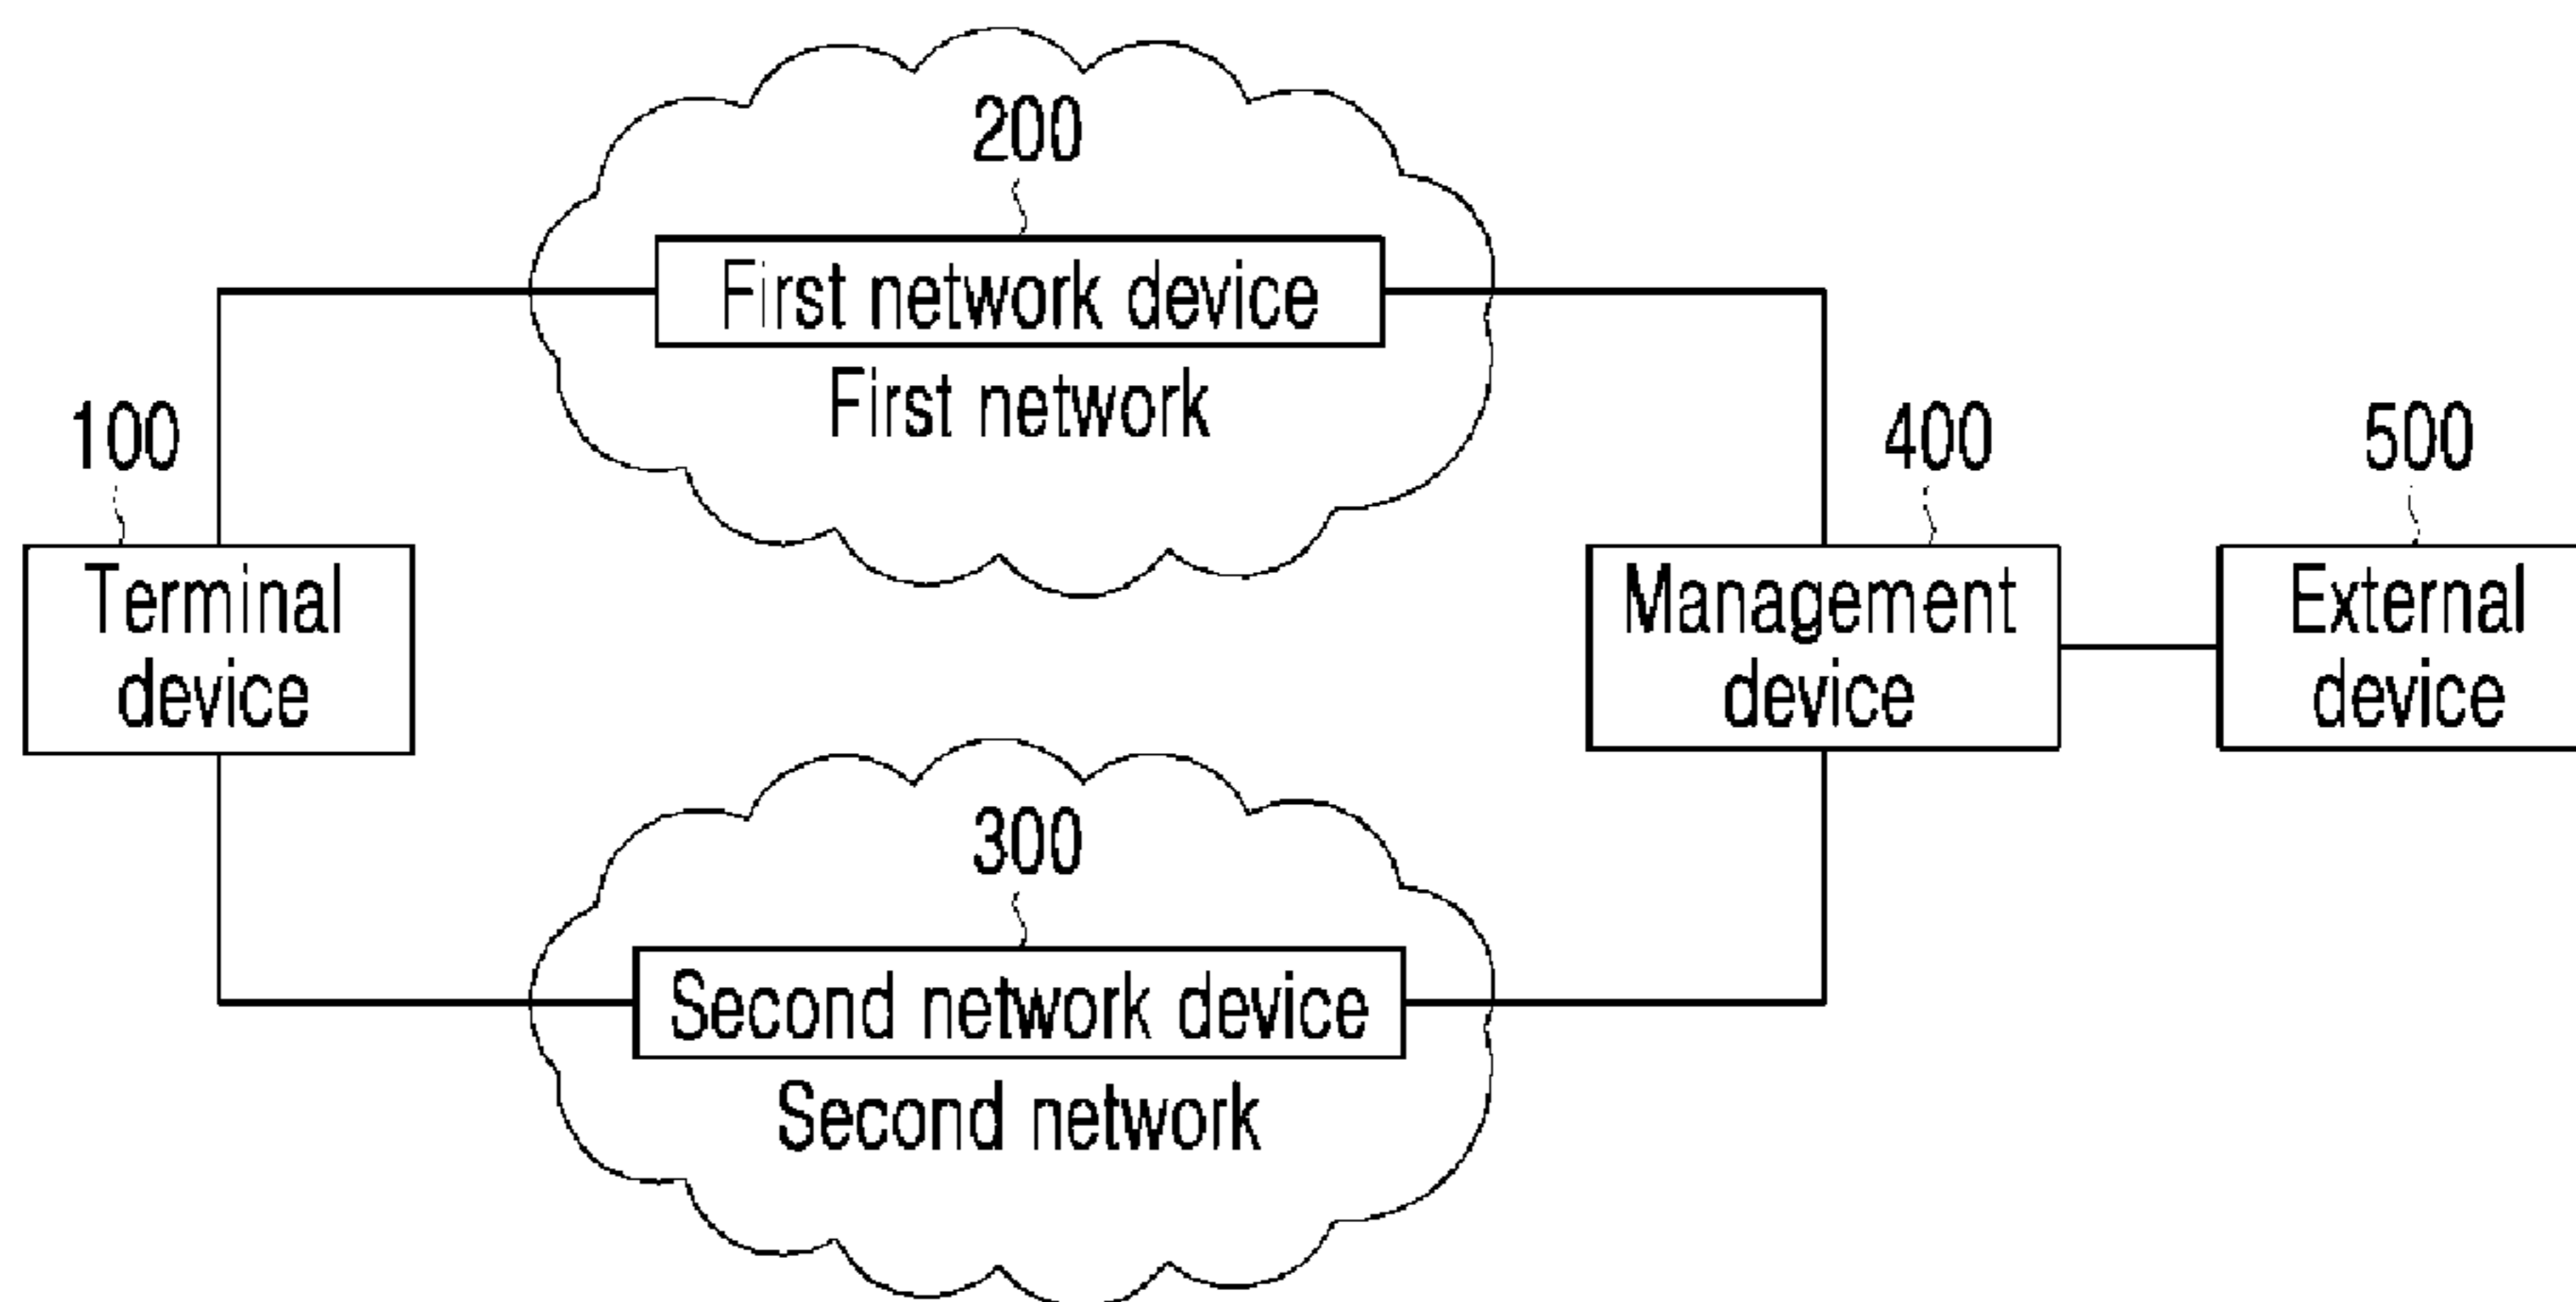 200
First network device
First network
100
400
500
Terminal
device
Management
device
External
device
300
Second network device
Second network